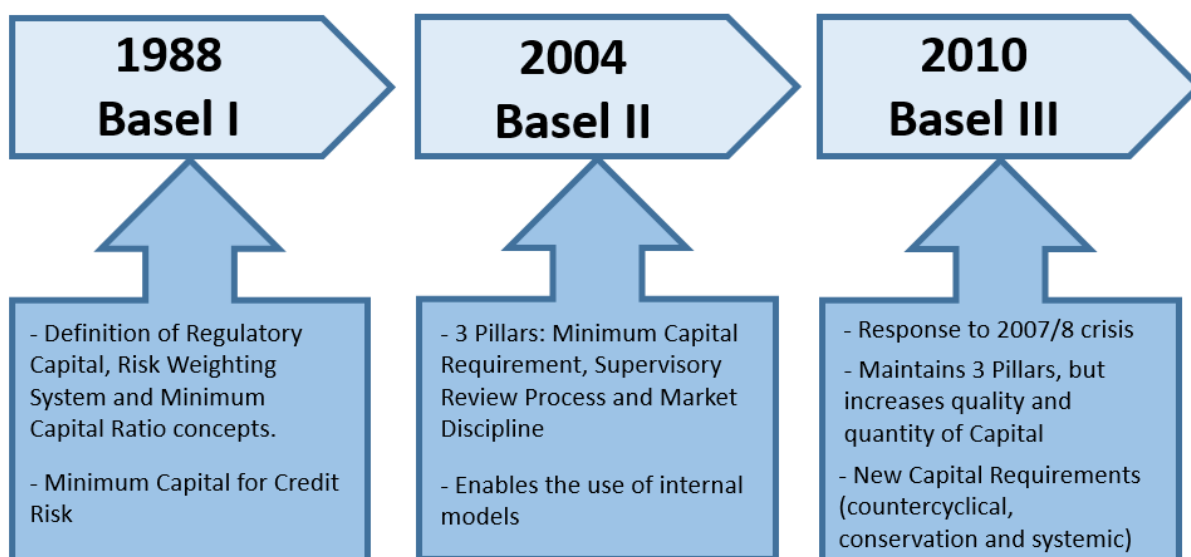 1988
Basel I
2004
Basel II
2010
Basel III
- Definition of Regulatory
Capital, Risk Weighting
System and Minimum
Capital Ratio concepts.
- Minimum Capital for Credit
Risk
- 3 Pillars: Minimum Capital
Requirement, Supervisory
Review Process and Market
Discipline
- Enables the use of internal
models
- Response to 2007/8 crisis
- Maintains 3 Pillars, but
increases quality and
quantity of Capital
- New Capital Requirements
(countercyclical,
conservation and systemic)